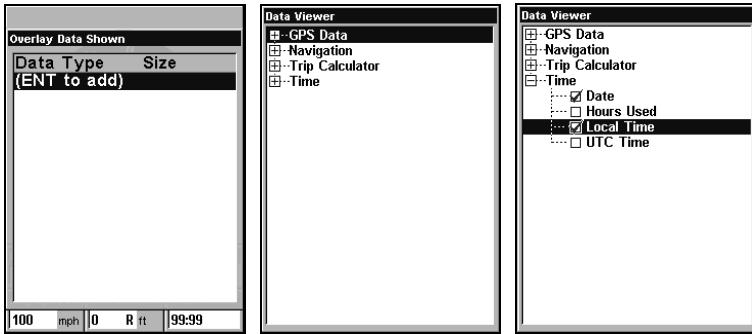 Overlay Data Shown
Data Type Size
(ENT to add)
100 mph 0 R ft 99:99
Data Viewer
GPS Data
Navigation
Trip Calculator
Time
Data Viewer
GPS Data
Navigation
Trip Calculator
Time
Date
Hours Used
Local Time
UTC Time